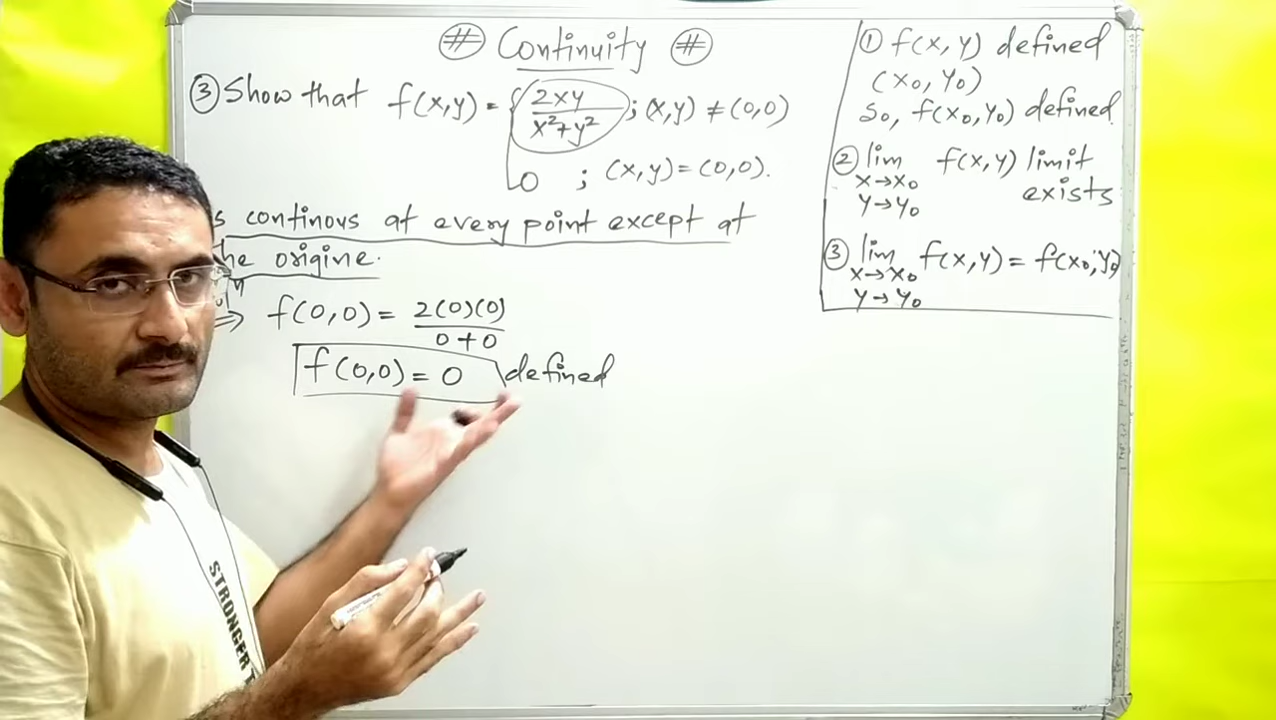 # Continuity #
③ Show that f(x,y) = { 2xy / x²+y² ; (x,y) ≠ (0,0)
0 ; (x,y) = (0,0).
s continous at every point except at
he origine.
⇒ f(0,0) = 2(0)(0) / 0+0
f(0,0) = 0 defined
① f(x,y) defined
(x₀, y₀)
So, f(x₀,y₀) defined
② lim f(x,y) limit
x→x₀ exists
y→y₀
③ lim f(x,y) = f(x₀,y₀)
x→x₀
y→y₀
STRONGER